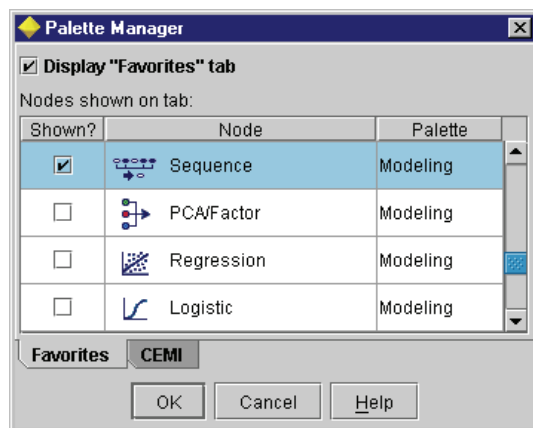 Palette Manager
Display "Favorites" tab
Nodes shown on tab:
Shown? Node Palette
Sequence Modeling
PCA/Factor Modeling
Regression Modeling
Logistic Modeling
Favorites CEMI
OK Cancel Help